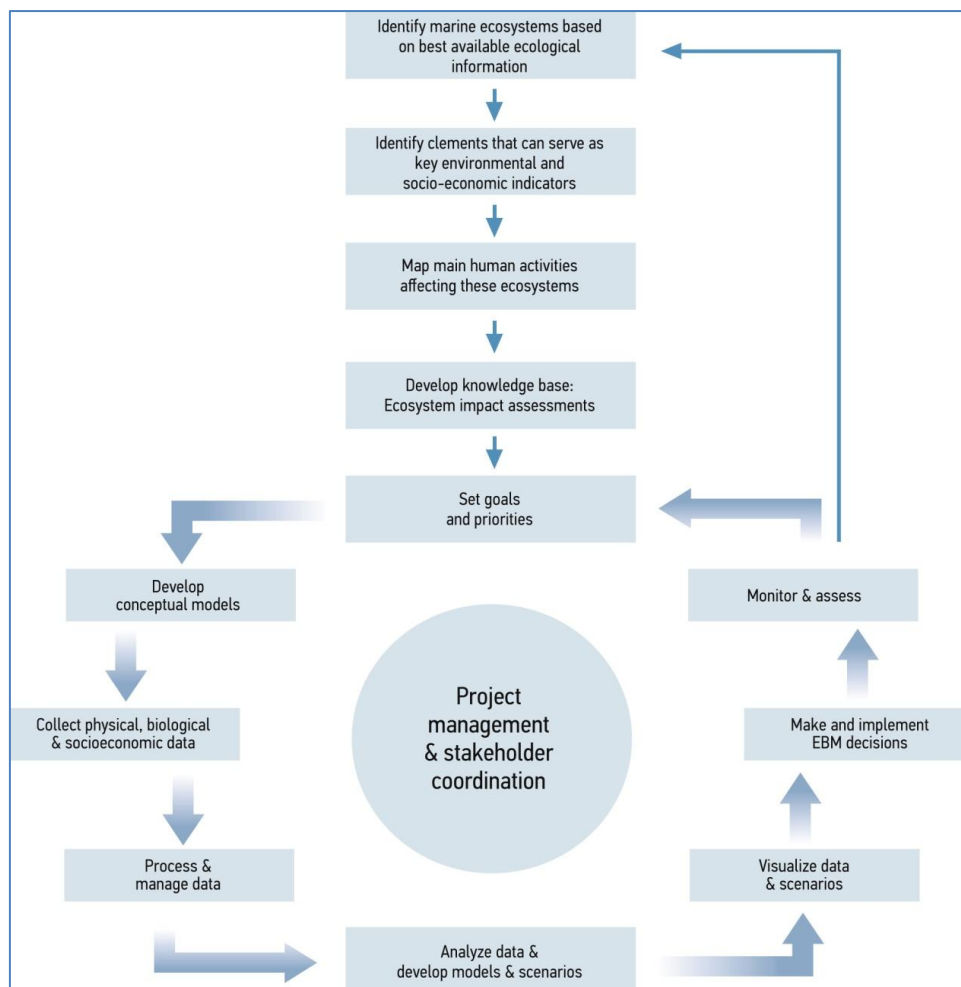 Identify marine ecosystems based
on best available ecological
information
Identify clements that can serve as
key environmental and
socio-economic indicators
Map main human activities
affecting these ecosystems
Develop knowledge base:
Ecosystem impact assessments
Set goals
and priorities
Develop
conceptual models
Collect physical, biological
& socioeconomic data
Process &
manage data
Analyze data &
develop models & scenarios
Visualize data
& scenarios
Make and implement
EBM decisions
Monitor & assess
Project
management
& stakeholder
coordination